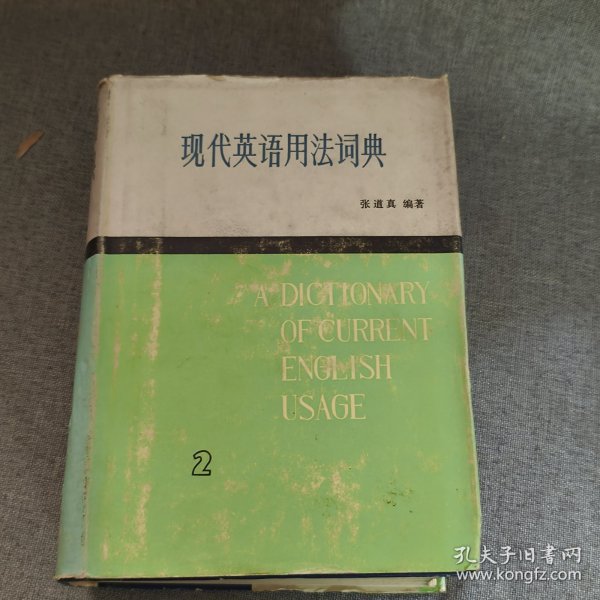 现代英语用法词典
张道真 编著
A DICTIONARY
OF CURRENT
ENGLISH
USAGE
2
孔夫子旧书网
www.kongfz.com